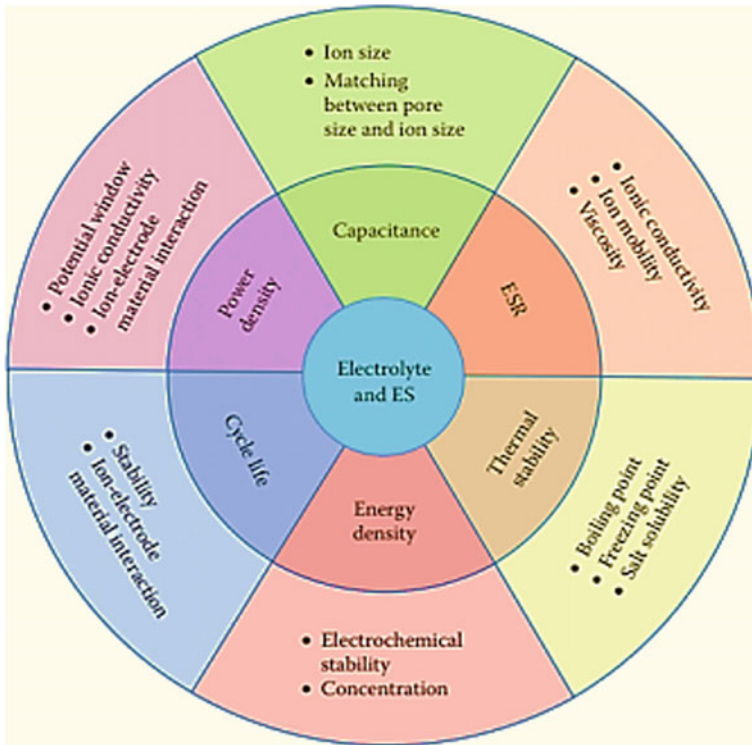 • Ion size
• Matching
between pore
size and ion size
Capacitance
• Ionic conductivity
• Ion mobility
• Viscosity
ESR
• Boiling point
• Freezing point
• Salt solubility
Thermal
stability
• Electrochemical
stability
• Concentration
Energy
density
• Stability
• Ion-electrode
material interaction
Cycle life
• Potential window
• Ionic conductivity
• Ion-electrode
material interaction
Power
density
Electrolyte
and ES